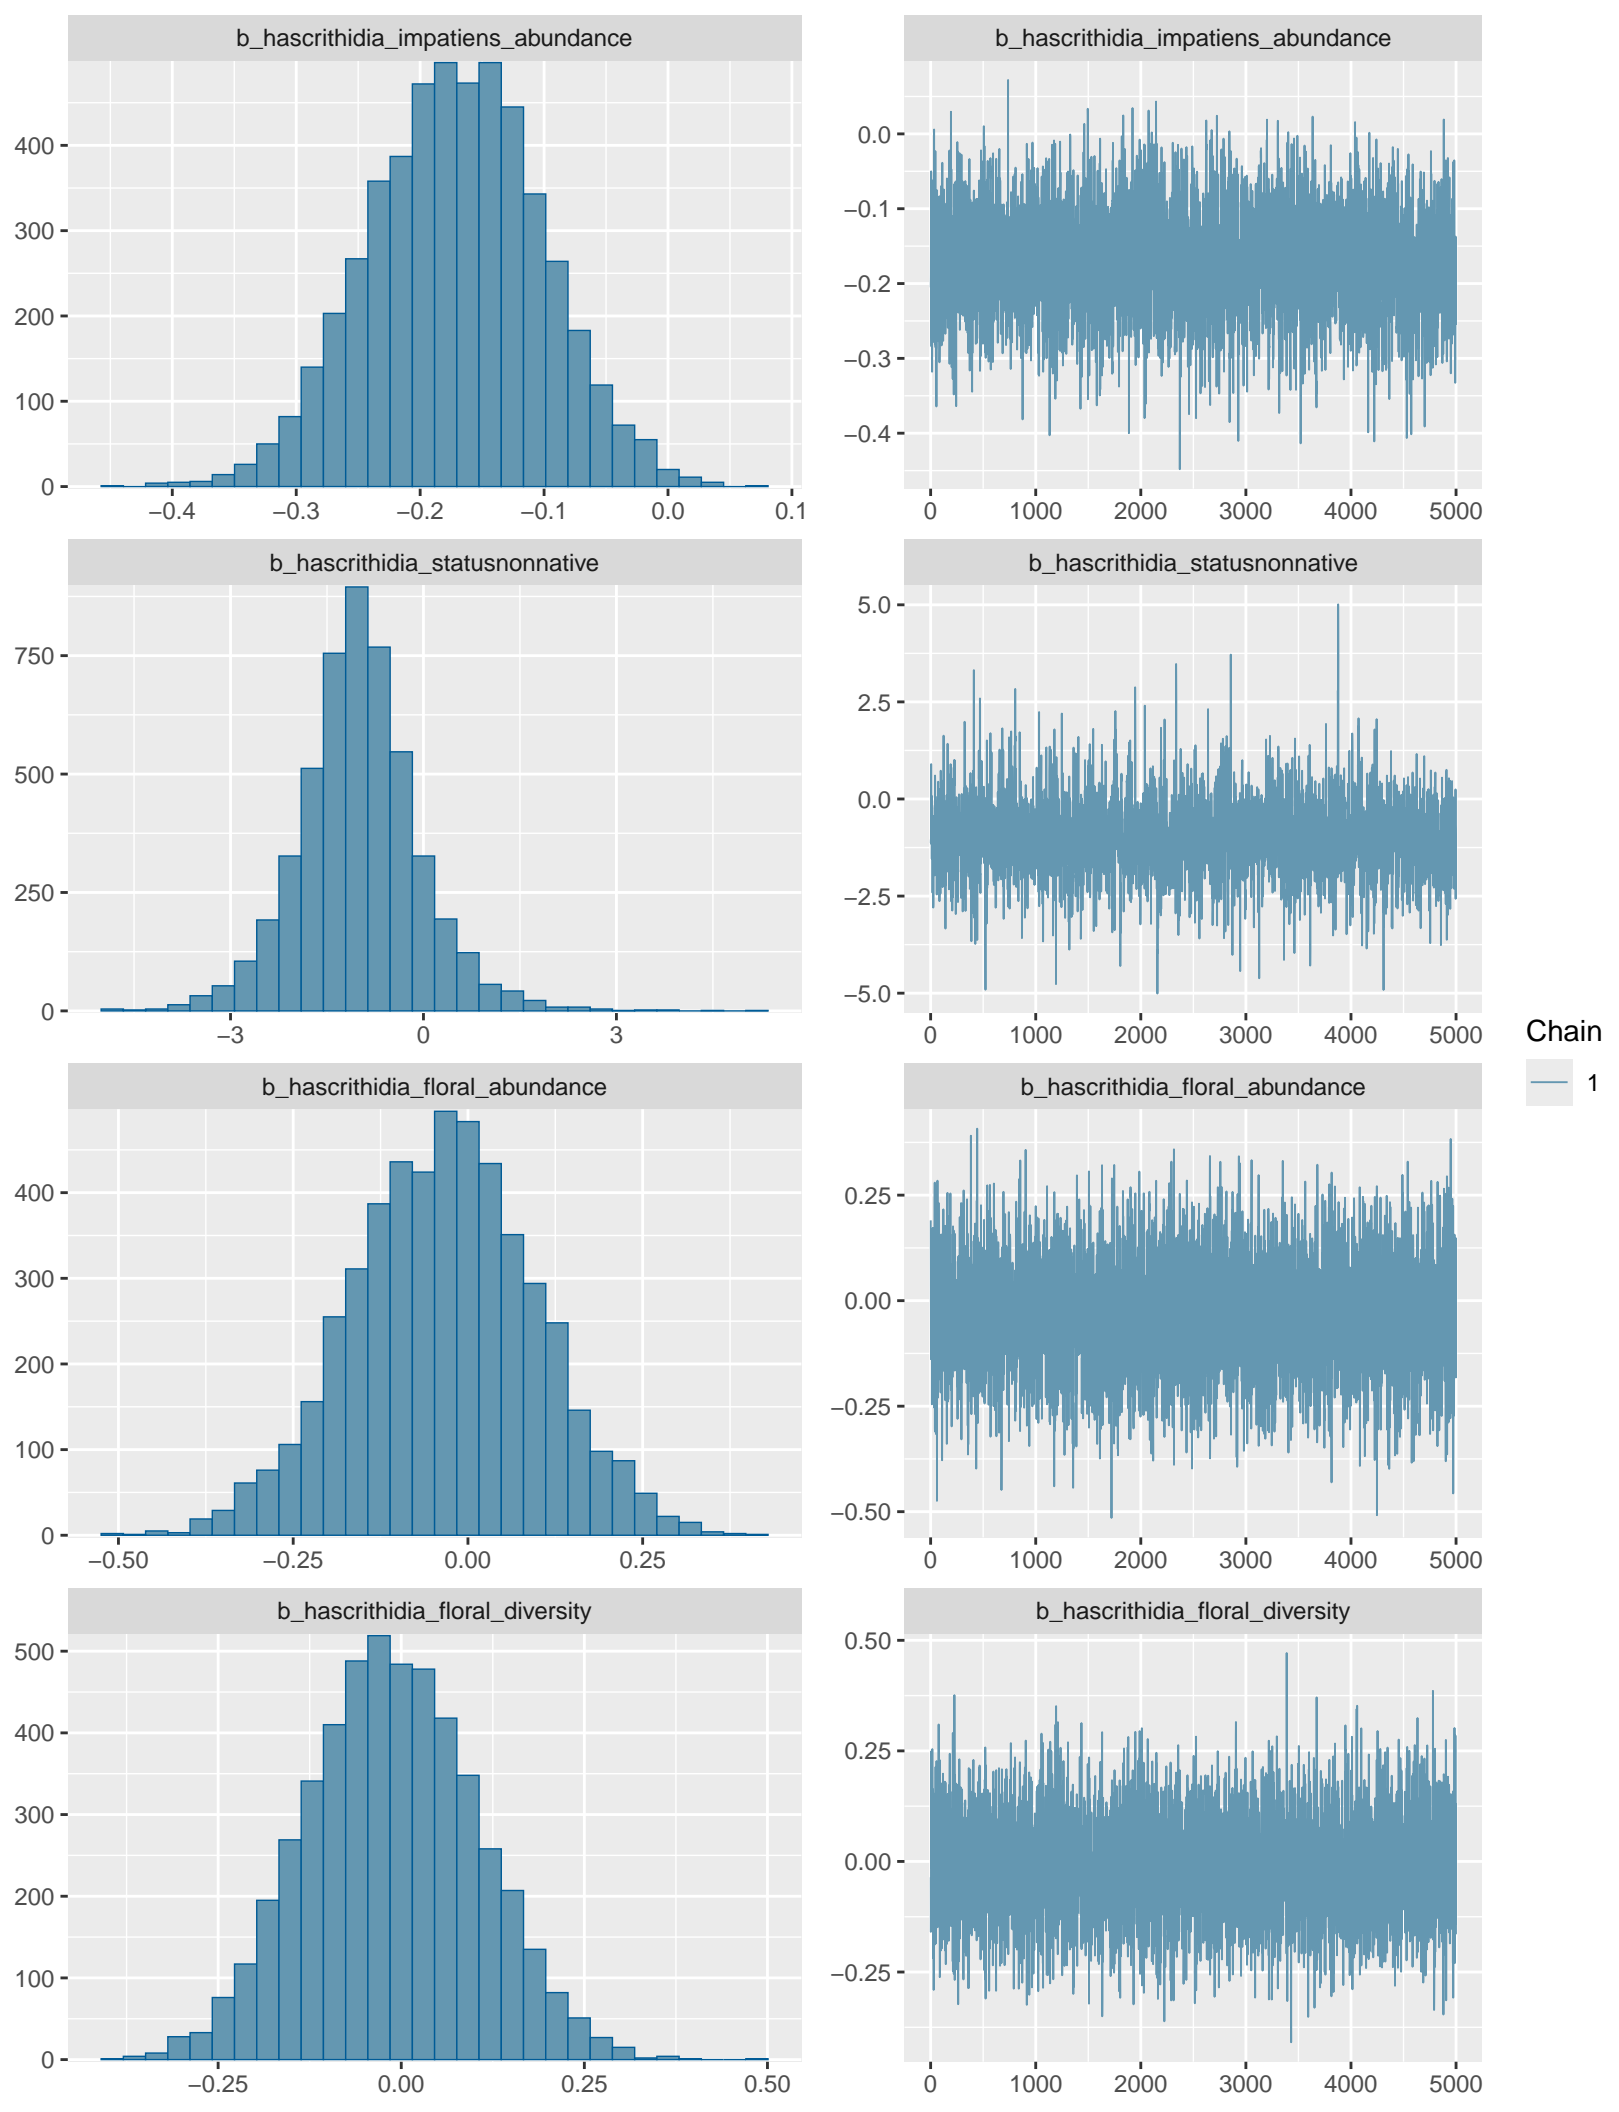 b_hascrithidia_impatiens_abundance
b_hascrithidia_impatiens_abundance
400
300
200
100
0
−0.4 −0.3 −0.2 −0.1 0.0 0.1
0.0
−0.1
−0.2
−0.3
−0.4
0 1000 2000 3000 4000 5000
b_hascrithidia_statusnonnative
b_hascrithidia_statusnonnative
750
500
250
0
−3 0 3
5.0
2.5
0.0
−2.5
−5.0
0 1000 2000 3000 4000 5000
Chain
1
b_hascrithidia_floral_abundance
b_hascrithidia_floral_abundance
400
300
200
100
0
−0.50 −0.25 0.00 0.25
0.25
0.00
−0.25
−0.50
0 1000 2000 3000 4000 5000
b_hascrithidia_floral_diversity
b_hascrithidia_floral_diversity
500
400
300
200
100
0
−0.25 0.00 0.25 0.50
0.50
0.25
0.00
−0.25
0 1000 2000 3000 4000 5000